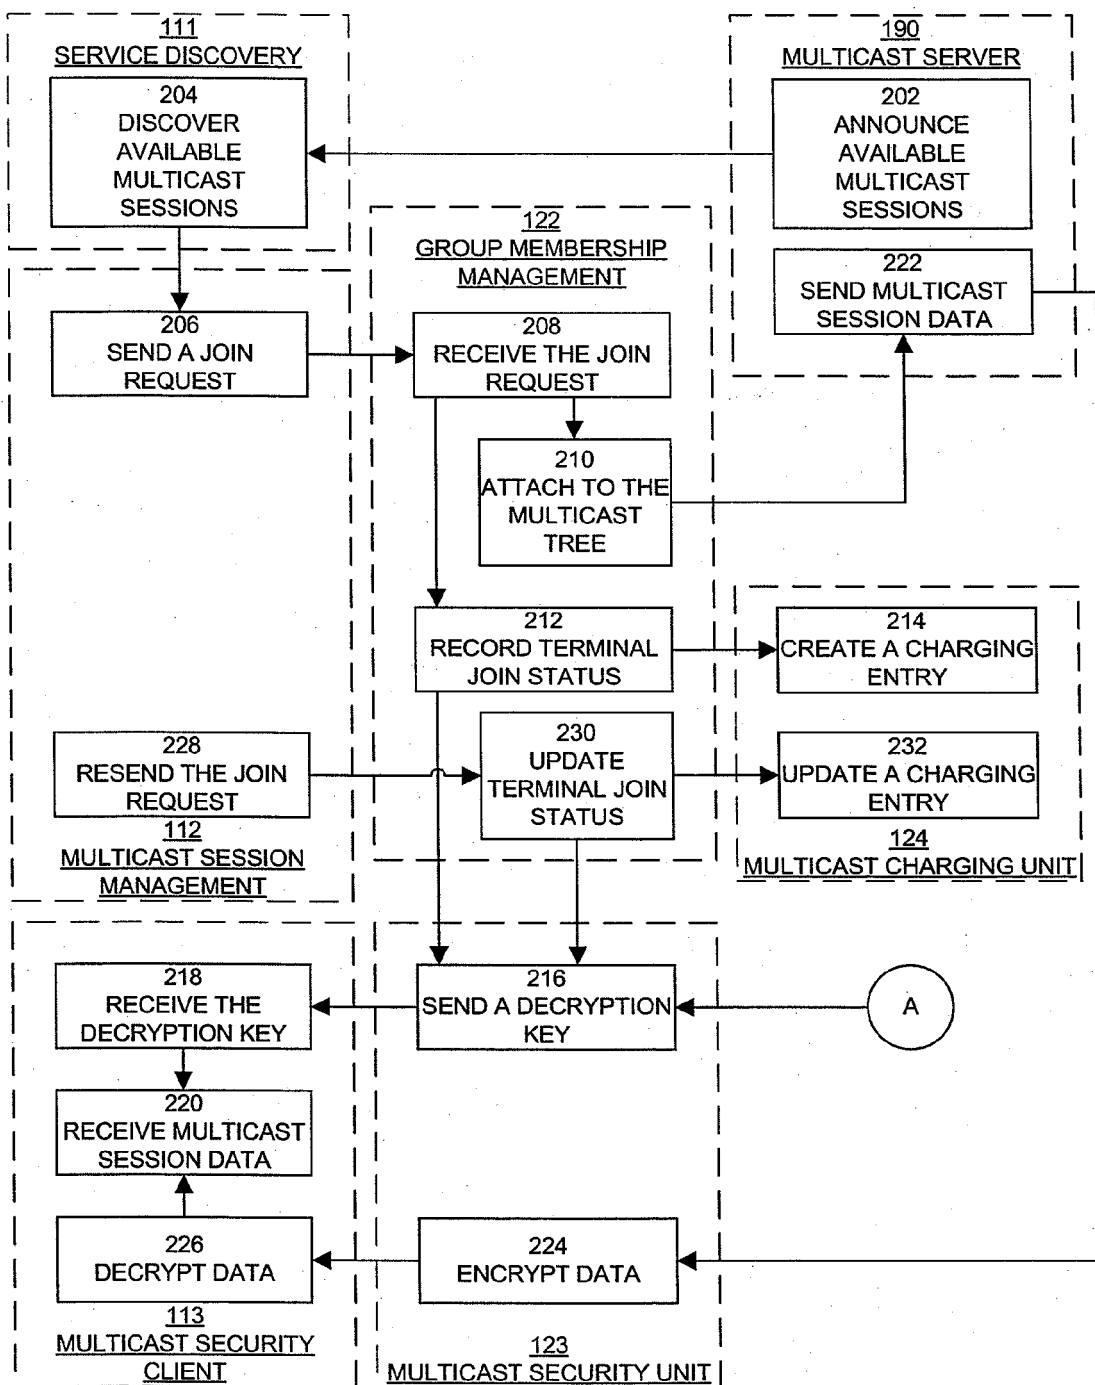 111
SERVICE DISCOVERY
204
DISCOVER
AVAILABLE
MULTICAST
SESSIONS
190
MULTICAST SERVER
202
ANNOUNCE
AVAILABLE
MULTICAST
SESSIONS
222
SEND MULTICAST
SESSION DATA
122
GROUP MEMBERSHIP
MANAGEMENT
206
SEND A JOIN
REQUEST
208
RECEIVE THE JOIN
REQUEST
210
ATTACH TO THE
MULTICAST
TREE
212
RECORD TERMINAL
JOIN STATUS
214
CREATE A CHARGING
ENTRY
228
RESEND THE JOIN
REQUEST
112
MULTICAST SESSION
MANAGEMENT
230
UPDATE
TERMINAL JOIN
STATUS
232
UPDATE A CHARGING
ENTRY
124
MULTICAST CHARGING UNIT
218
RECEIVE THE
DECRYPTION KEY
216
SEND A DECRYPTION
KEY
A
220
RECEIVE MULTICAST
SESSION DATA
226
DECRYPT DATA
224
ENCRYPT DATA
113
MULTICAST SECURITY
CLIENT
123
MULTICAST SECURITY UNIT